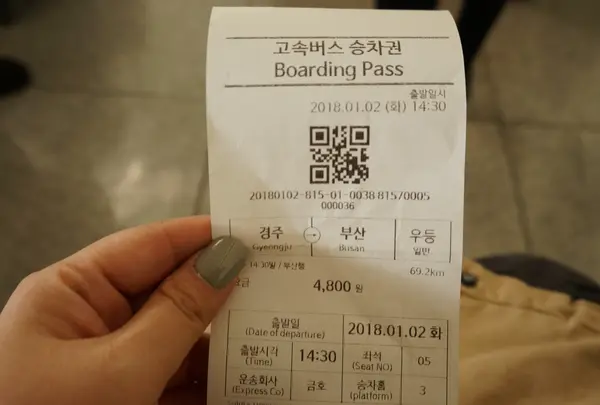 고속버스 승차권
Boarding Pass
출발일시
2018.01.02 (화) 14:30
20180102-815-01-0038 8157/0005
000036
경주 → 부산 우등
Gyeongju Busan 일반
14:30발 / 부산행 69.2km
요금 4,800 원
출발일 2018.01.02 화
(Date of departure)
출발시각 14:30 좌석 05
(Time) (Seat NO)
운송회사 금호 승차홈 3
(Express Co) (platform)